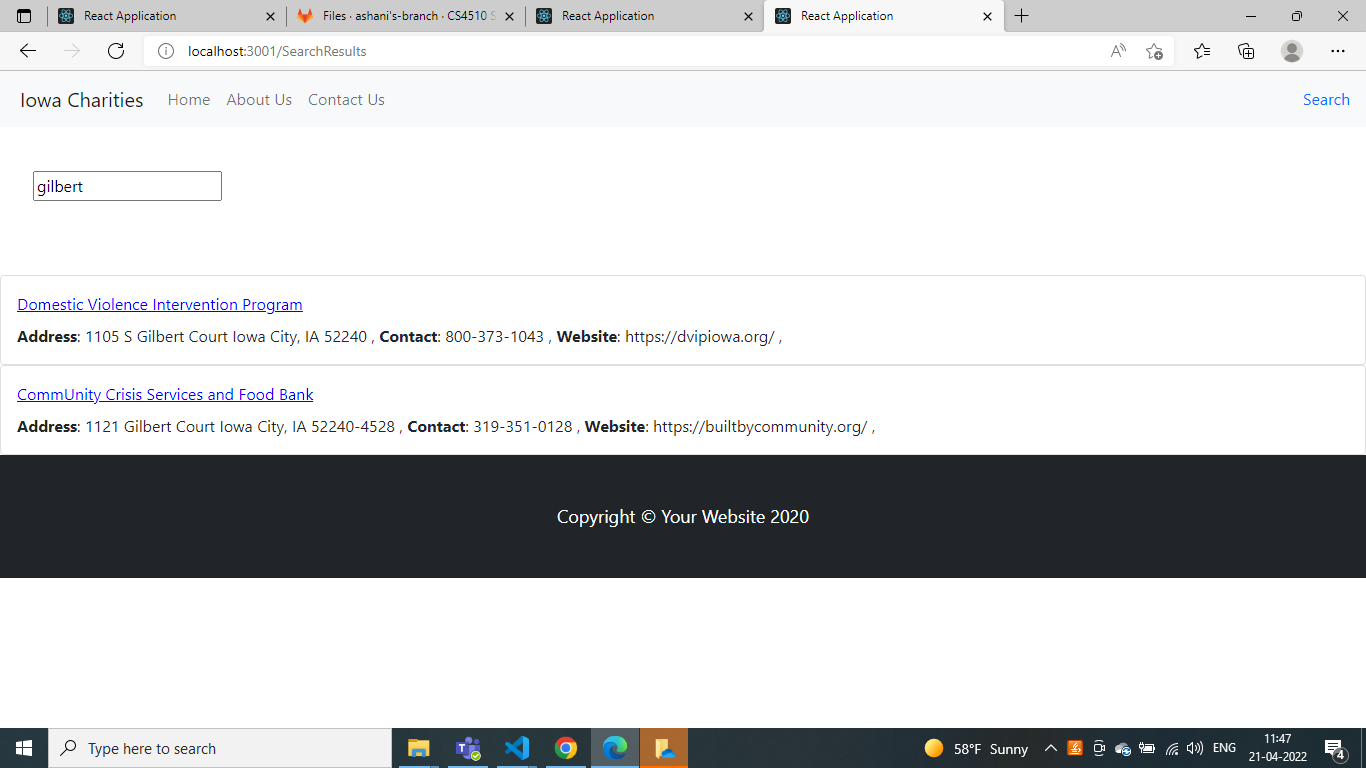 React Application
Files · ashani's-branch · CS4510 S
React Application
React Application
localhost:3001/SearchResults
Iowa Charities Home About Us Contact Us Search
gilbert
Domestic Violence Intervention Program
Address: 1105 S Gilbert Court Iowa City, IA 52240 , Contact: 800-373-1043 , Website: https://dvipiowa.org/ ,
CommUnity Crisis Services and Food Bank
Address: 1121 Gilbert Court Iowa City, IA 52240-4528 , Contact: 319-351-0128 , Website: https://builtbycommunity.org/ ,
Copyright © Your Website 2020
Type here to search
58°F Sunny
ENG
11:47
21-04-2022
4